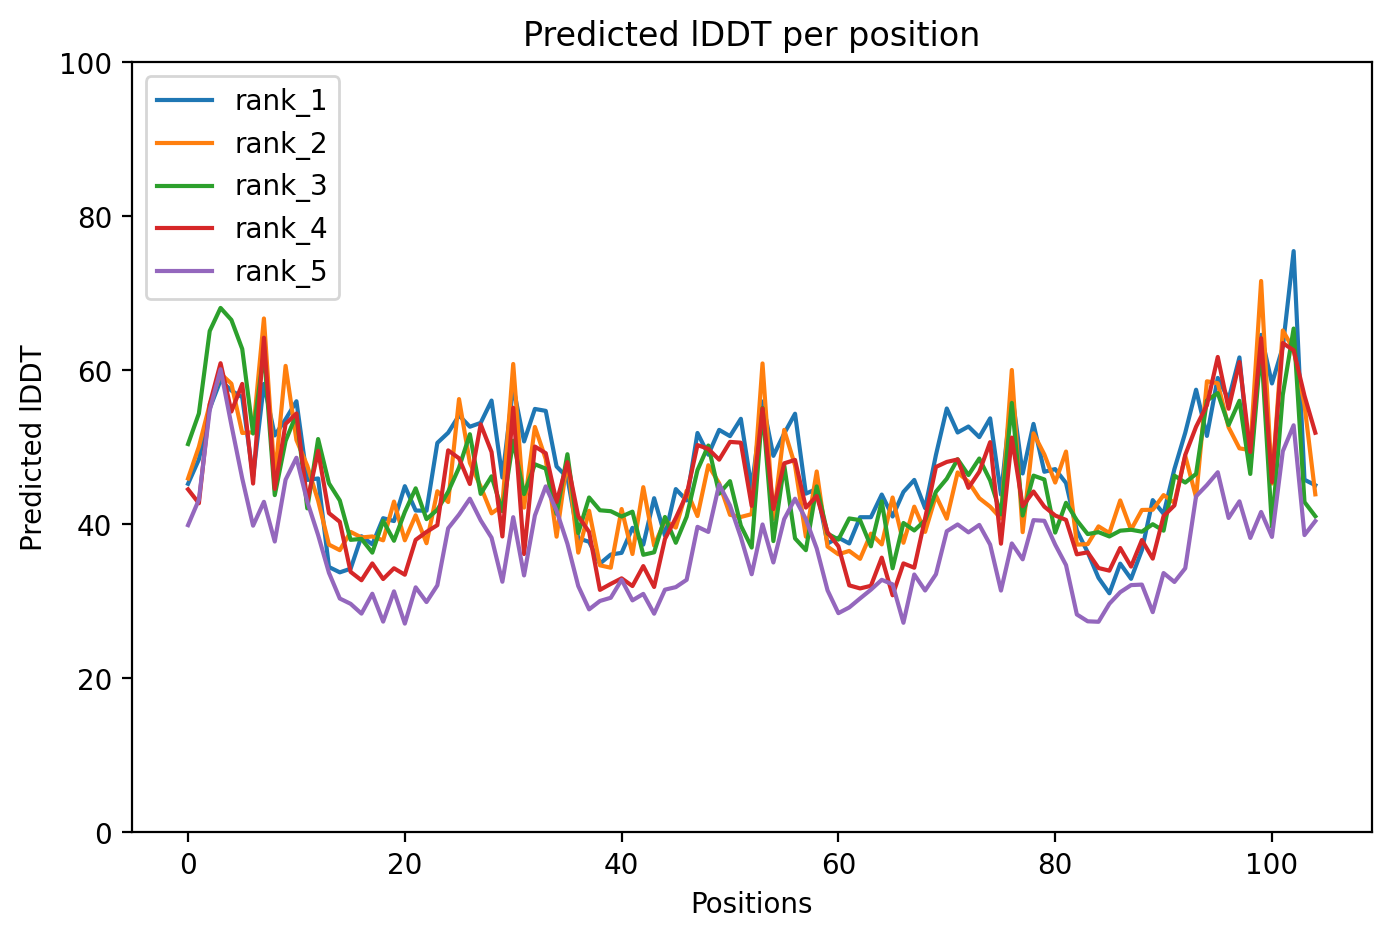 Predicted lDDT per position
100
80
60
40
20
0
Predicted lDDT
rank_1
rank_2
rank_3
rank_4
rank_5
0 20 40 60 80 100
Positions